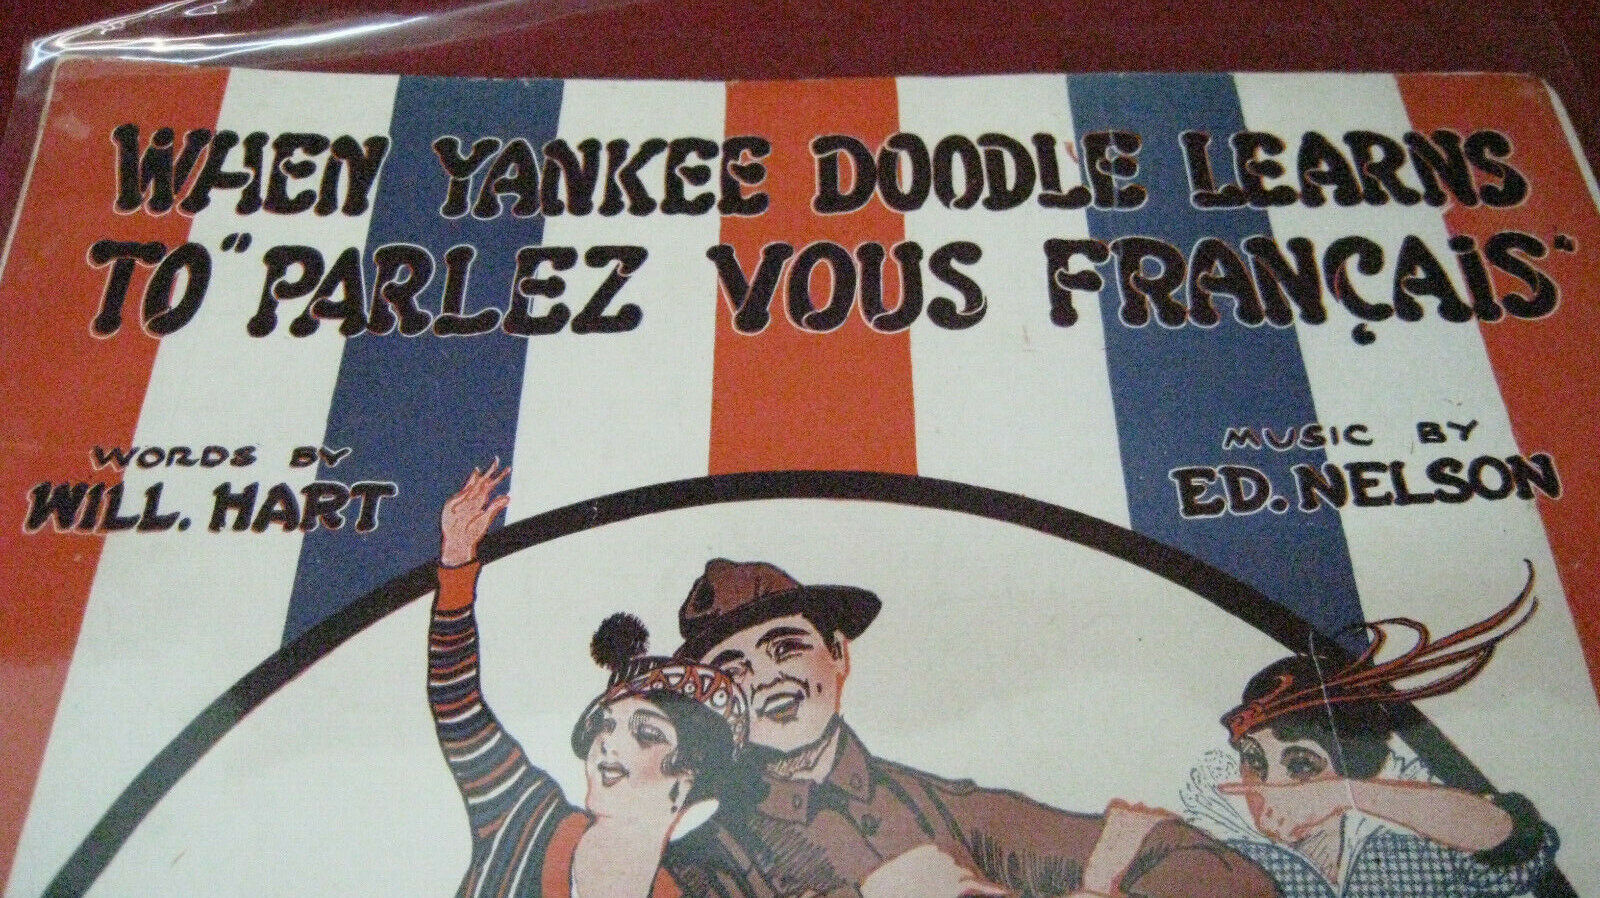 WHEN YANKEE DOODLE LEARNS
TO "PARLEZ VOUS FRANÇAIS"
WORDS BY
WILL. HART
MUSIC BY
ED. NELSON